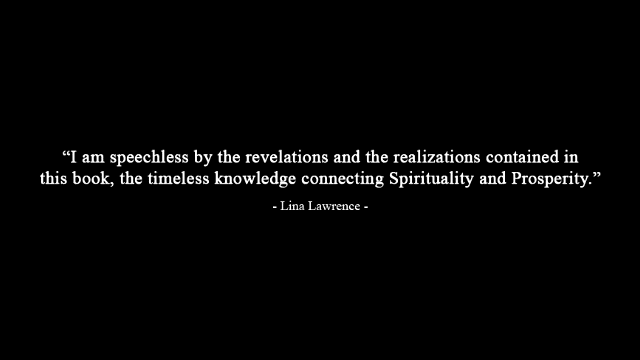 “I am speechless by the revelations and the realizations contained in
this book, the timeless knowledge connecting Spirituality and Prosperity.”
- Lina Lawrence -